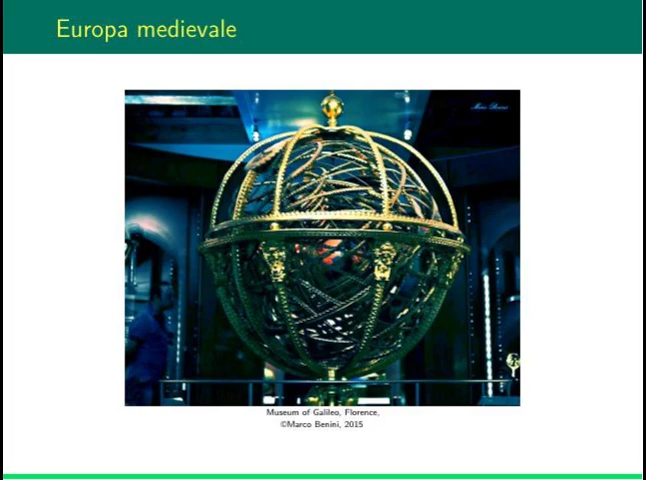 Europa medievale
Museum of Galileo, Florence,
©Marco Benini, 2015